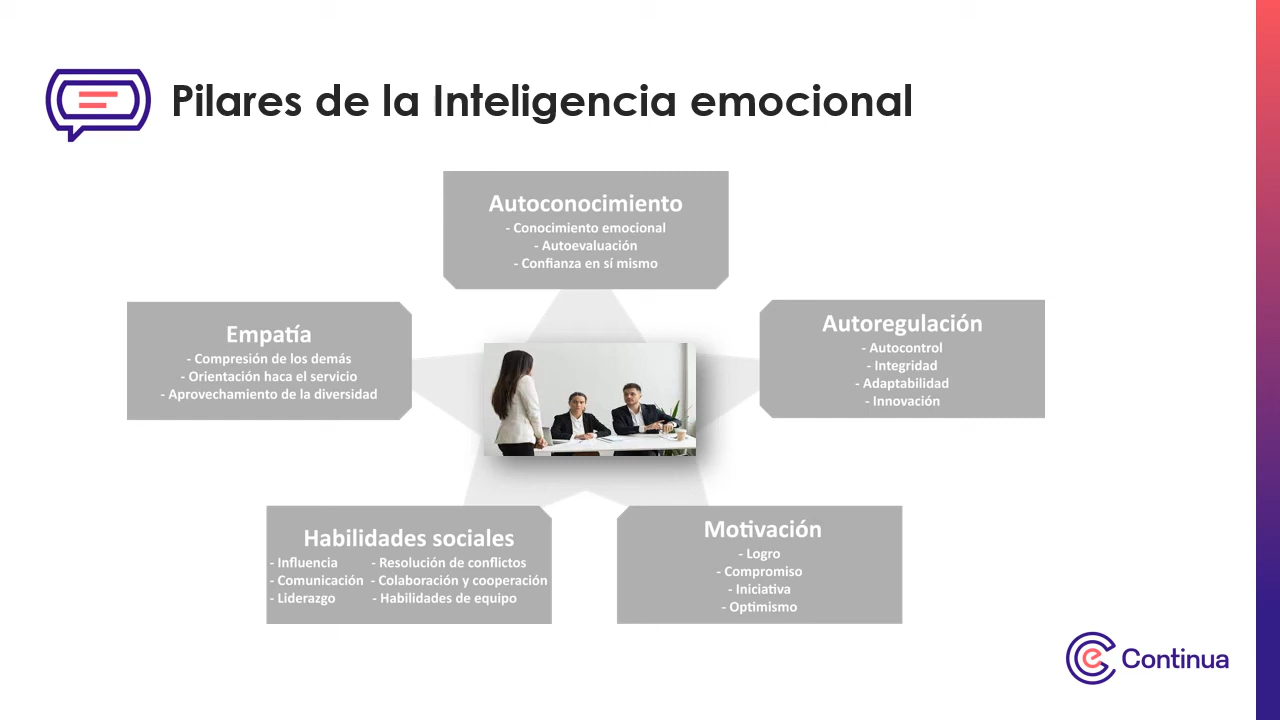 Pilares de la Inteligencia emocional
Autoconocimiento
- Conocimiento emocional
- Autoevaluación
- Confianza en sí mismo
Empatía
- Compresión de los demás
- Orientación haca el servicio
- Aprovechamiento de la diversidad
Autoregulación
- Autocontrol
- Integridad
- Adaptabilidad
- Innovación
Habilidades sociales
- Influencia - Resolución de conflictos
- Comunicación - Colaboración y cooperación
- Liderazgo - Habilidades de equipo
Motivación
- Logro
- Compromiso
- Iniciativa
- Optimismo
e Continua